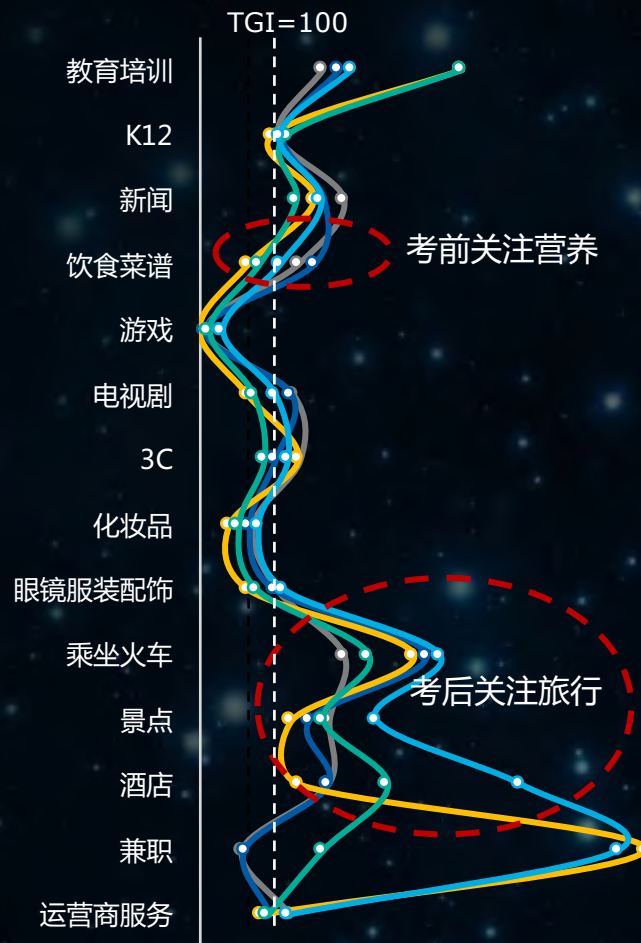 TGI=100
教育培训
K12
新闻
饮食菜谱
考前关注营养
游戏
电视剧
3C
化妆品
眼镜服装配饰
乘坐火车
考后关注旅行
景点
酒店
兼职
运营商服务